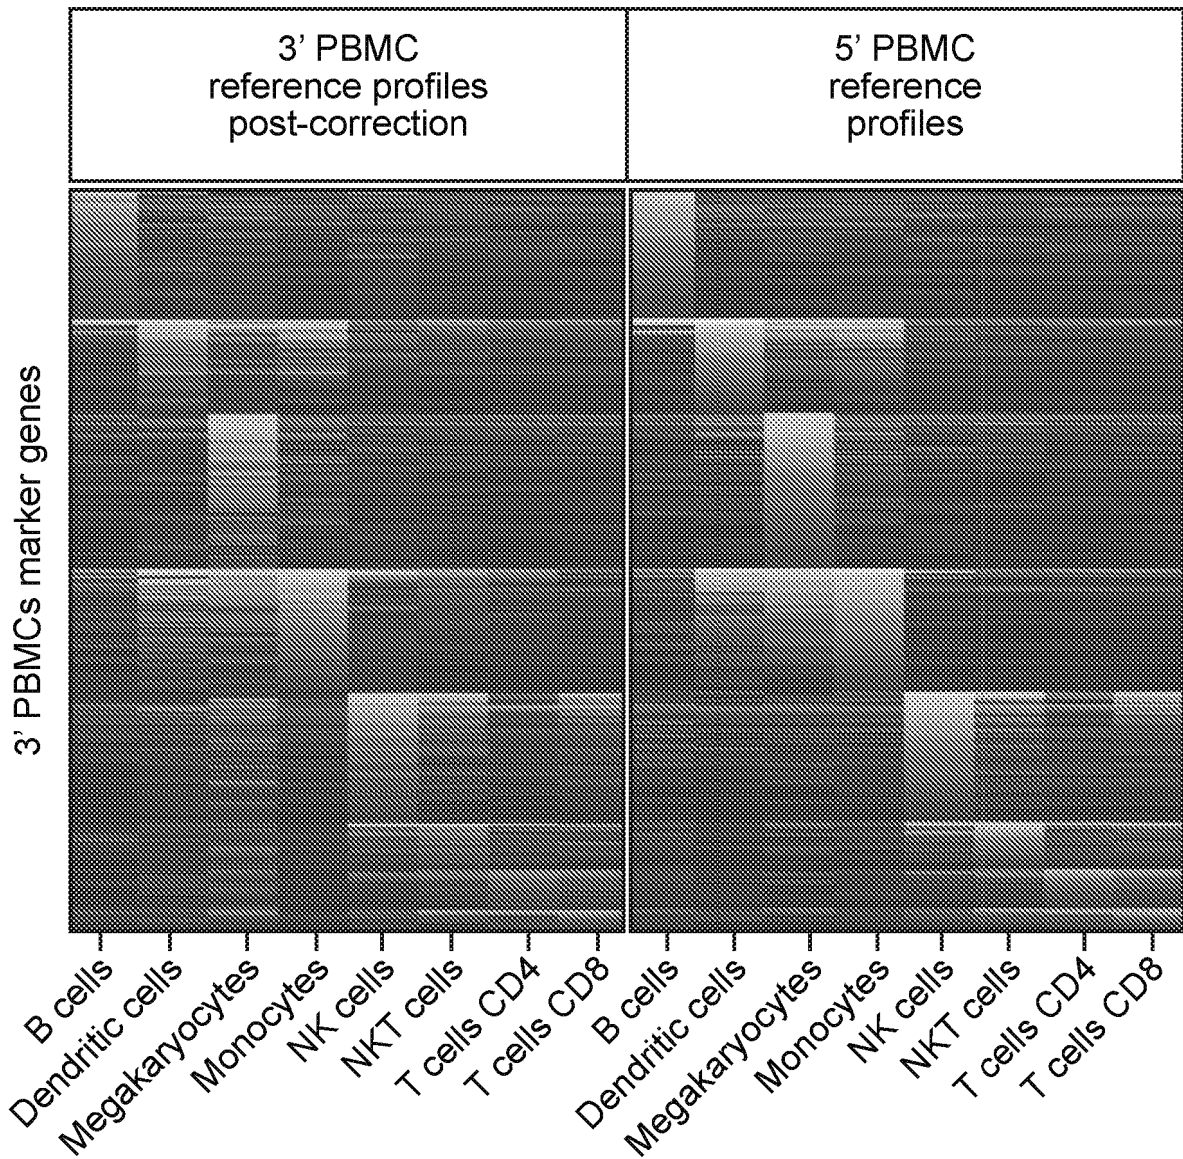 3’ PBMC
reference profiles
post-correction
5’ PBMC
reference
profiles
3’ PBMCs marker genes
B cells
Dendritic cells
Megakaryocytes
Monocytes
NK cells
NKT cells
T cells CD4
T cells CD8
B cells
Dendritic cells
Megakaryocytes
Monocytes
NK cells
NKT cells
T cells CD4
T cells CD8